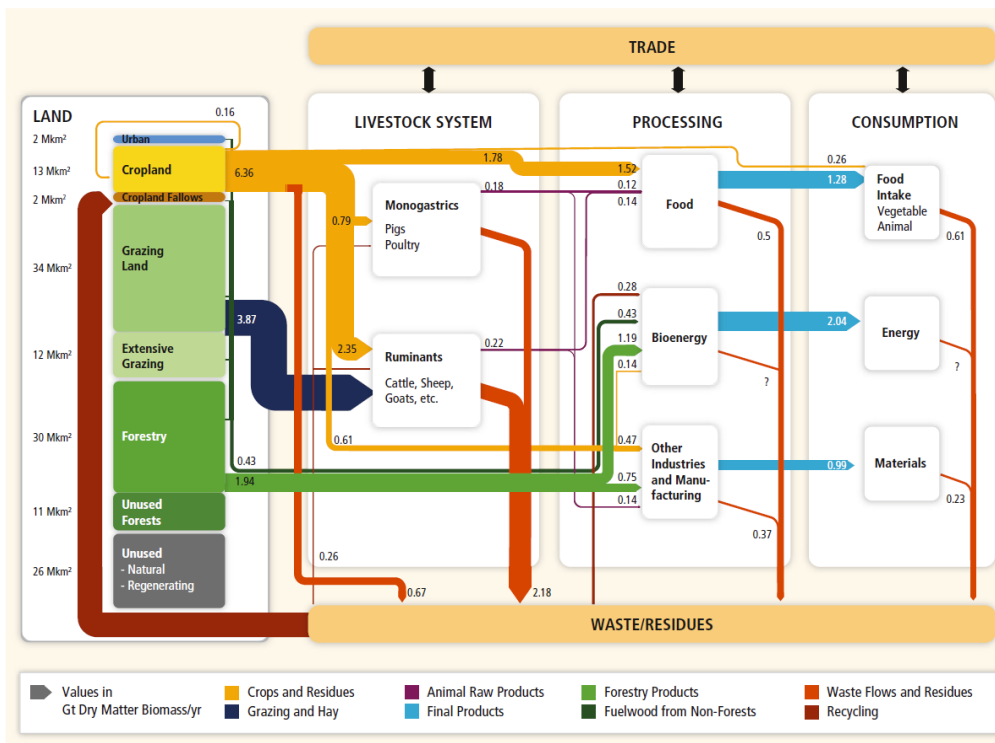 TRADE
LAND
LIVESTOCK SYSTEM
PROCESSING
CONSUMPTION
0.16
2 Mkm²
Urban
13 Mkm²
Cropland
6.36
2 Mkm²
Cropland Fallows
34 Mkm²
Grazing
Land
3.87
12 Mkm²
Extensive
Grazing
30 Mkm²
Forestry
0.43
1.94
11 Mkm²
Unused
Forests
26 Mkm²
Unused
- Natural
- Regenerating
1.78
0.18
0.79
Monogastrics
Pigs
Poultry
2.35
0.22
Ruminants
Cattle, Sheep,
Goats, etc.
0.61
0.26
0.67
2.18
1.52
0.12
0.14
Food
1.28
0.5
0.28
0.43
1.19
0.14
Bioenergy
2.04
?
0.47
0.75
0.14
Other
Industries
and Manu-
facturing
0.99
0.37
0.26
Food
Intake
Vegetable
Animal
0.61
Energy
?
Materials
0.23
WASTE/RESIDUES
Values in
Gt Dry Matter Biomass/yr
Crops and Residues
Grazing and Hay
Animal Raw Products
Final Products
Forestry Products
Fuelwood from Non-Forests
Waste Flows and Residues
Recycling